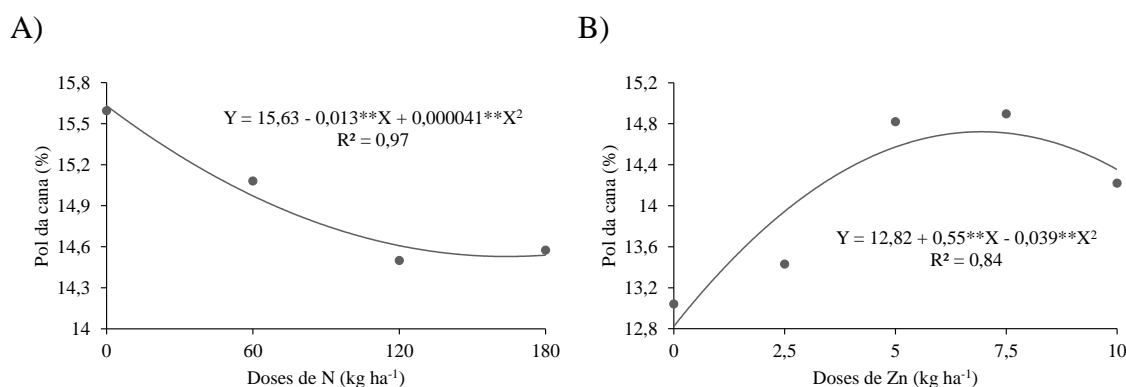 A)
Pol da cana (%)
15,8
15,5
15,2
14,9
14,6
14,3
14
Y = 15,63 - 0,013**X + 0,000041**X²
R² = 0,97
0 60 120 180
Doses de N (kg ha⁻¹)
B)
Pol da cana (%)
15,2
14,8
14,4
14
13,6
13,2
12,8
Y = 12,82 + 0,55**X - 0,039**X²
R² = 0,84
0 2,5 5 7,5 10
Doses de Zn (kg ha⁻¹)